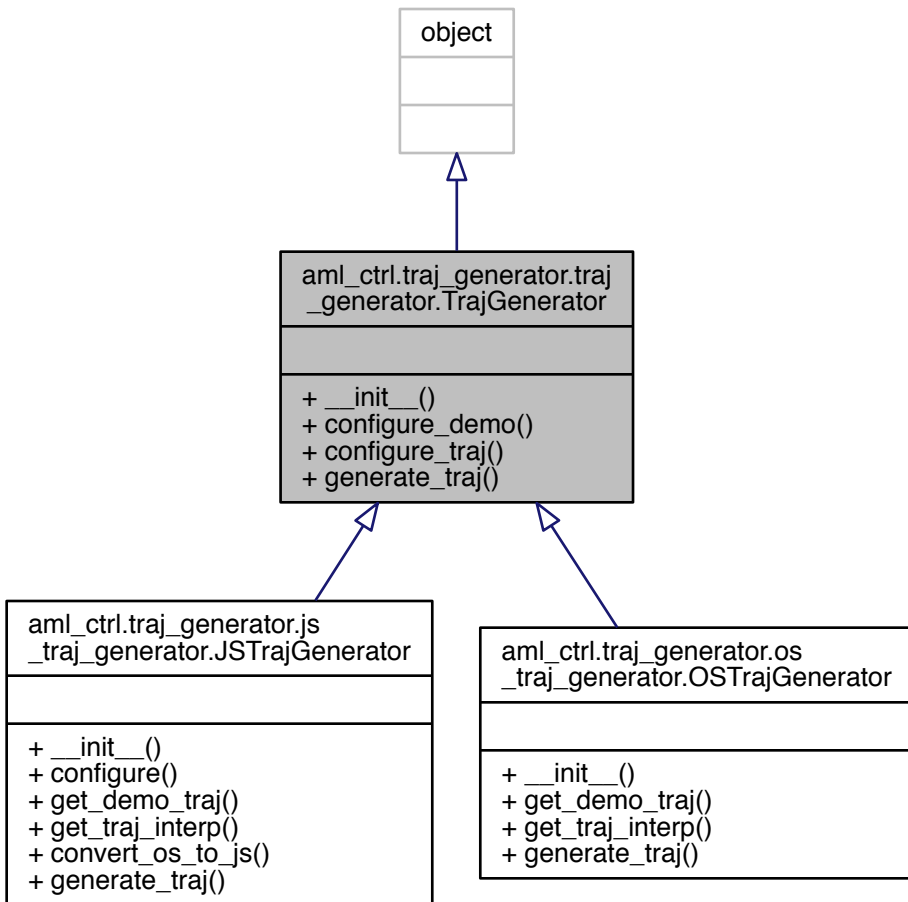 object
aml_ctrl.traj_generator.traj
_generator.TrajGenerator
+ __init__()
+ configure_demo()
+ configure_traj()
+ generate_traj()
aml_ctrl.traj_generator.js
_traj_generator.JSTrajGenerator
+ __init__()
+ configure()
+ get_demo_traj()
+ get_traj_interp()
+ convert_os_to_js()
+ generate_traj()
aml_ctrl.traj_generator.os
_traj_generator.OSTrajGenerator
+ __init__()
+ get_demo_traj()
+ get_traj_interp()
+ generate_traj()